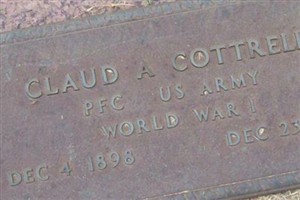 CLAUD A COTTRELL
PFC US ARMY
WORLD WAR I
DEC 4 1898 DEC 23